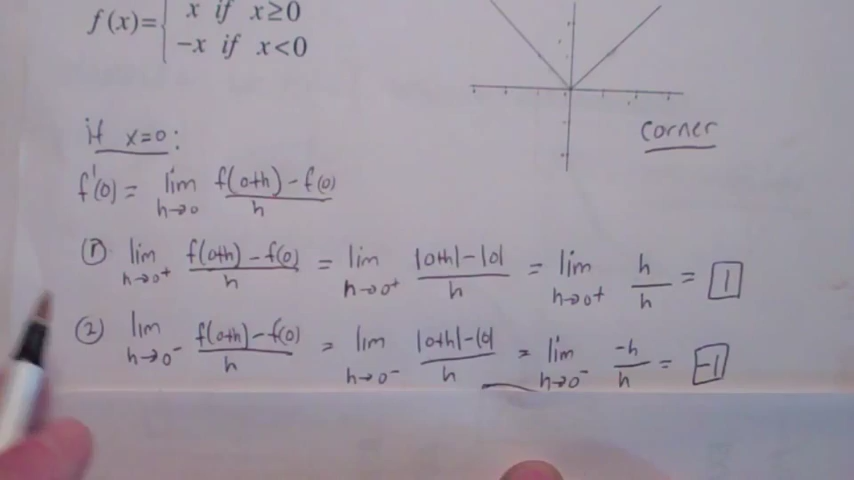 f(x)={ x if x≥0
-x if x<0
corner
if x=0:
f'(0) = lim h→0 f(0+h) - f(0) / h
① lim h→0⁺ f(0+h) - f(0) / h = lim h→0⁺ |0+h| - |0| / h = lim h→0⁺ h / h = 1
② lim h→0⁻ f(0+h) - f(0) / h = lim h→0⁻ |0+h| - |0| / h = lim h→0⁻ -h / h = -1